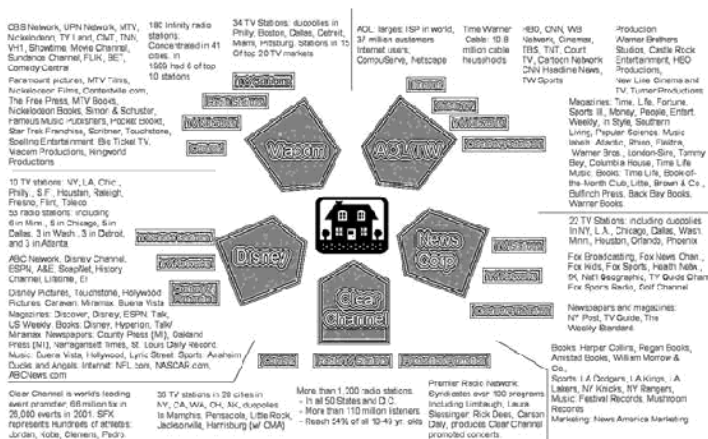 CBS Network, UPN Network, MTV,
Nickelodeon, TV Land, CMT, TNN,
VH1, Showtime, Movie Channel,
Sundance Channel, FLIX, BET,
Comedy Central
Paramount pictures, MTV Films,
Nickelodeon Films, Contentville.com,
The Free Press, MTV Books,
Nickelodeon Books, Simon & Schuster,
Famous Music Publishers, Pocket Books,
Star Trek Franchise, Scribner, Touchstone,
Spelling Entertainment, Big Ticket TV,
Viacom Productions, Kingworld
Productions
180 Infinity radio
stations:
Concentrated in 41
cities. In
1999 had 6 of top
10 stations
34 TV Stations: duopolies in
Philly, Boston, Dallas, Detroit,
Miami, Pittsburg. Stations in 15
Of top 20 TV markets
AOL: largest ISP in world,
37 million customers
Internet users;
CompuServe, Netscape
Time Warner
Cable: 10.8
million cable
households
HBO, CNN, WB
Network, Cinemax,
TBS, TNT, Court
TV, Cartoon Network
CNN Headline News,
TW Sports
Production
Warner Brothers
Studios, Castle Rock
Entertainment, HBO
Productions,
New Line Cinema and
TV, Turner Productions
Magazines: Time, Life, Fortune,
Sports Ill., Money, People, Entert.
Weekly, In Style, Southern
Living, Popular Science. Music
labels: Atlantic, Rhino, Elektra,
Warner Bros., London-Sire, Tommy
Boy, Columbia House, Time Life
Music. Books: Time Life, Book-of-
the-Month Club, Little, Brown & Co.,
Bullfinch Press, Back Bay Books,
Warner Books.
Viacom
AOL/TW
10 TV stations: NY, LA, Chic.,
Philly., S.F., Houston, Raleigh,
Fresno, Flint, Toledo
55 radio stations: including
6 in Minn., 6 in Chicago, 5 in
Dallas, 3 in Wash., 3 in Detroit,
and 3 in Atlanta
ABC Network, Disney Channel,
ESPN, A&E, SoapNet, History
Channel, Lifetime, E!
Disney Pictures, Touchstone, Hollywood
Pictures, Caravan, Miramax, Buena Vista
Magazines: Discover, Disney, ESPN, Talk,
US Weekly. Books: Disney, Hyperion, Talk/
Miramax. Newspapers: County Press (MI), Oakland
Press (MI), Narragansett Times, St. Louis Daily Record.
Music: Buena Vista, Hollywood, Lyric Street. Sports: Anaheim
Ducks and Angels. Internet: NFL.com, NASCAR.com,
ABCNews.com
Disney
News
Corp
Clear
Channel
22 TV Stations: including duopolies
In NY, L.A., Chicago, Dallas, Wash.
Minn., Houston, Orlando, Phoenix
Fox Broadcasting, Fox News Chan.,
Fox Kids, Fox Sports, Health Netw.,
FX, Natl Geographic, TV Guide Chan
Fox Sports Radio, Golf Channel
Newspapers and magazines:
NY Post, TV Guide, The
Weekly Standard
Books: Harper Collins, Regan Books,
Amistad Books, William Morrow &
Co.,
Sports: LA Dodgers, LA Kings, LA
Lakers, NY Knicks, NY Rangers,
Music: Festival Records, Mushroom
Records
Marketing: News America Marketing
Clear Channel is world's leading
event promoter, 66 million for in
26,000 events in 2001. SFX
represents hundreds of athletes:
Jordan, Kobe, Clemens, Pedro
36 TV stations in 28 cities in
NY, CA, WA, OH, AK, duopolies
In Memphis, Pensacola, Little Rock,
Jacksonville, Harrisburg (w/ CMA)
More than 1,200 radio stations
- In all 50 States and D.C.
- More than 110 million listeners
- Reach 54% of all 18-49 yr. olds
Premier Radio Network:
Syndicates over 100 programs
Including Limbaugh, Laura
Slessinger, Rick Dees, Carson
Daly, produces Clear Channel
promoted concerts.